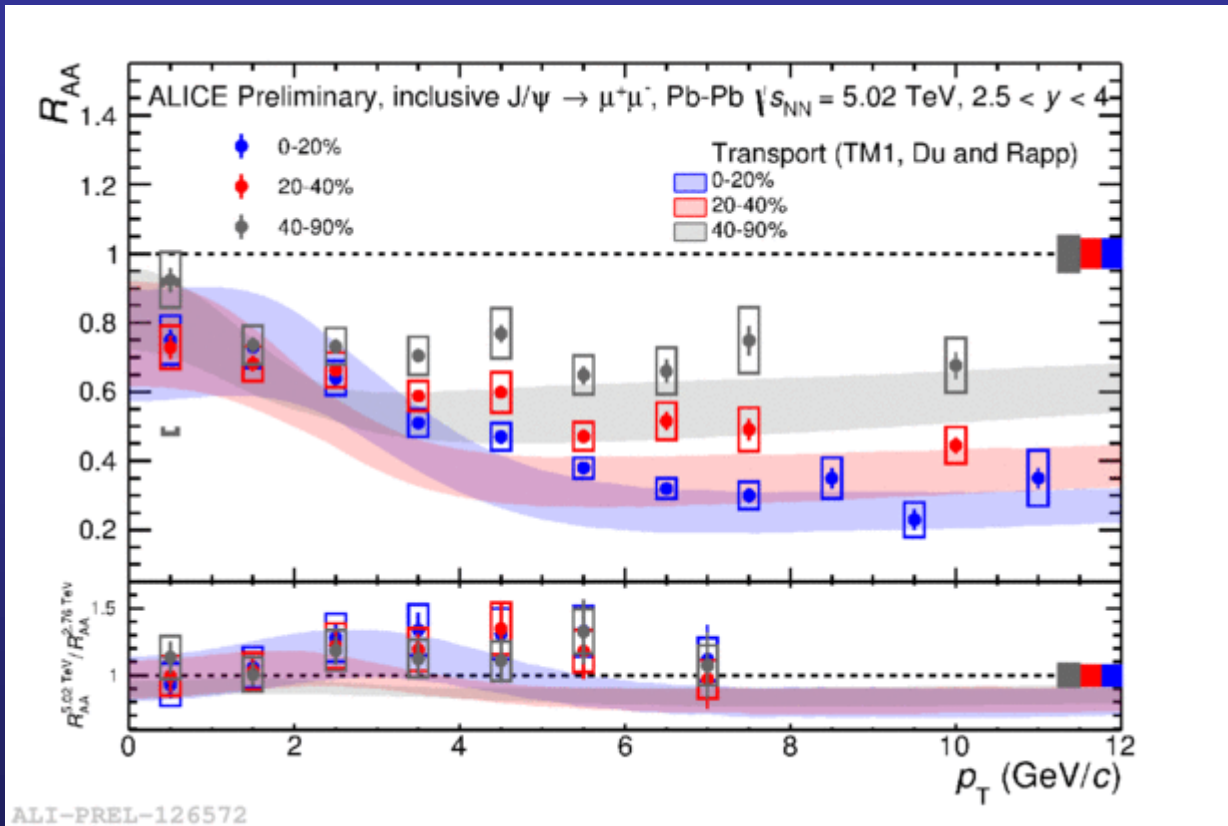 R_AA
ALICE Preliminary, inclusive J/ψ → μ⁺μ⁻, Pb-Pb √s_NN = 5.02 TeV, 2.5 < y < 4
0-20%
20-40%
40-90%
Transport (TM1, Du and Rapp)
0-20%
20-40%
40-90%
1.4
1.2
1
0.8
0.6
0.4
0.2
R_AA^5.02 TeV / R_AA^2.76 TeV
1.5
1
0 2 4 6 8 10 12
p_T (GeV/c)
ALI-PREL-126572